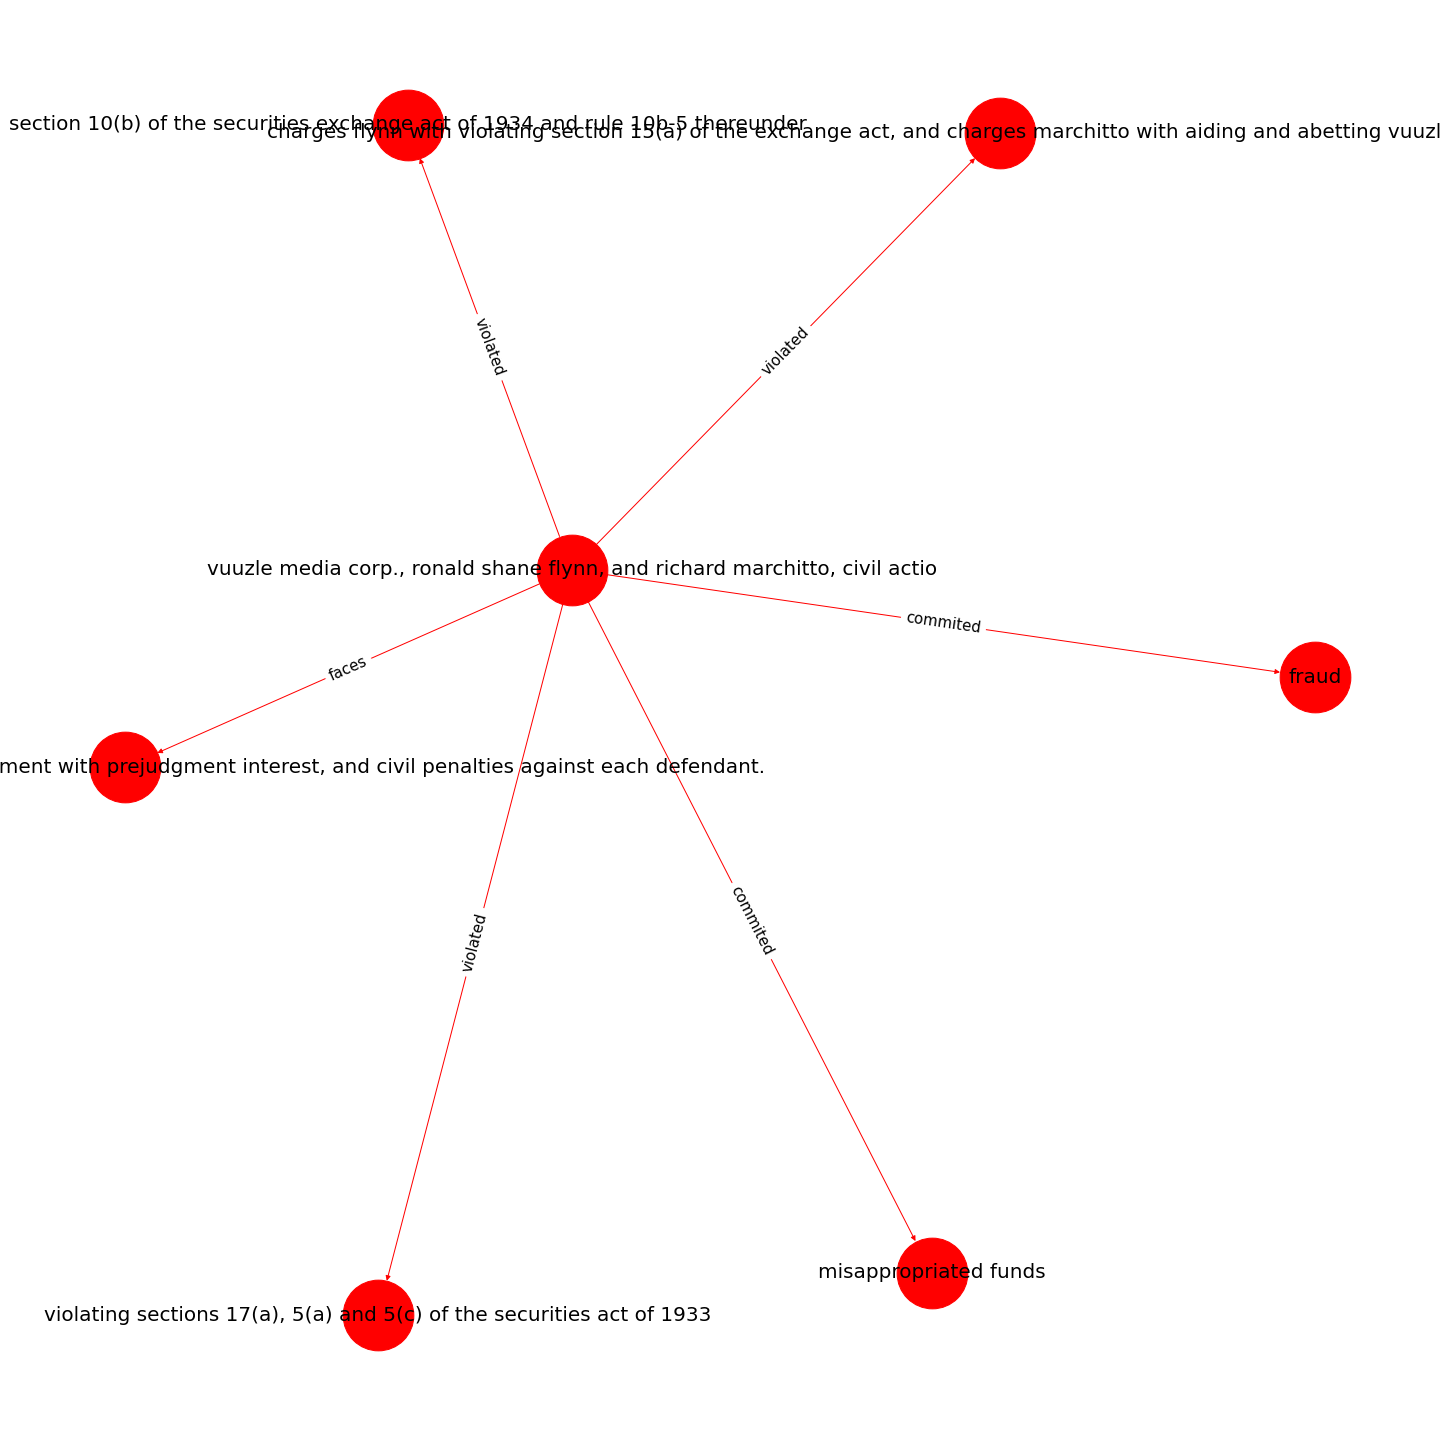 section 10(b) of the securities exchange act of 1934 and rule 10b-5 thereunder
charges flynn with violating section 15(a) of the exchange act, and charges marchitto with aiding and abetting vuuzl
violated
violated
vuuzle media corp., ronald shane flynn, and richard marchitto, civil actio
commited
faces
fraud
ment with prejudgment interest, and civil penalties against each defendant.
commited
violated
misappropriated funds
violating sections 17(a), 5(a) and 5(c) of the securities act of 1933